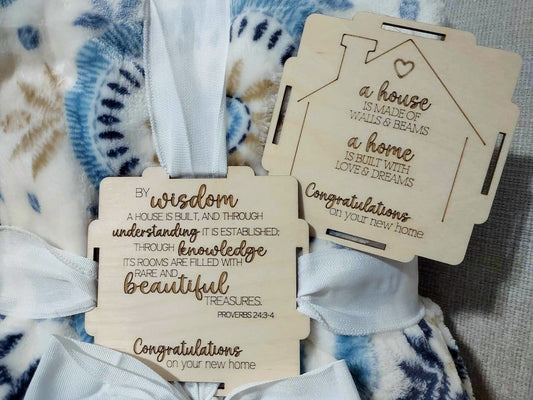 BY wisdom
A HOUSE IS BUILT, AND THROUGH
understanding IT IS ESTABLISHED;
THROUGH knowledge
ITS ROOMS ARE FILLED WITH
RARE AND
beautiful
TREASURES.
PROVERBS 24:3-4
Congratulations
on your new home
a house
IS MADE OF
WALLS & BEAMS
a home
IS BUILT WITH
LOVE & DREAMS
Congratulations
on your new home